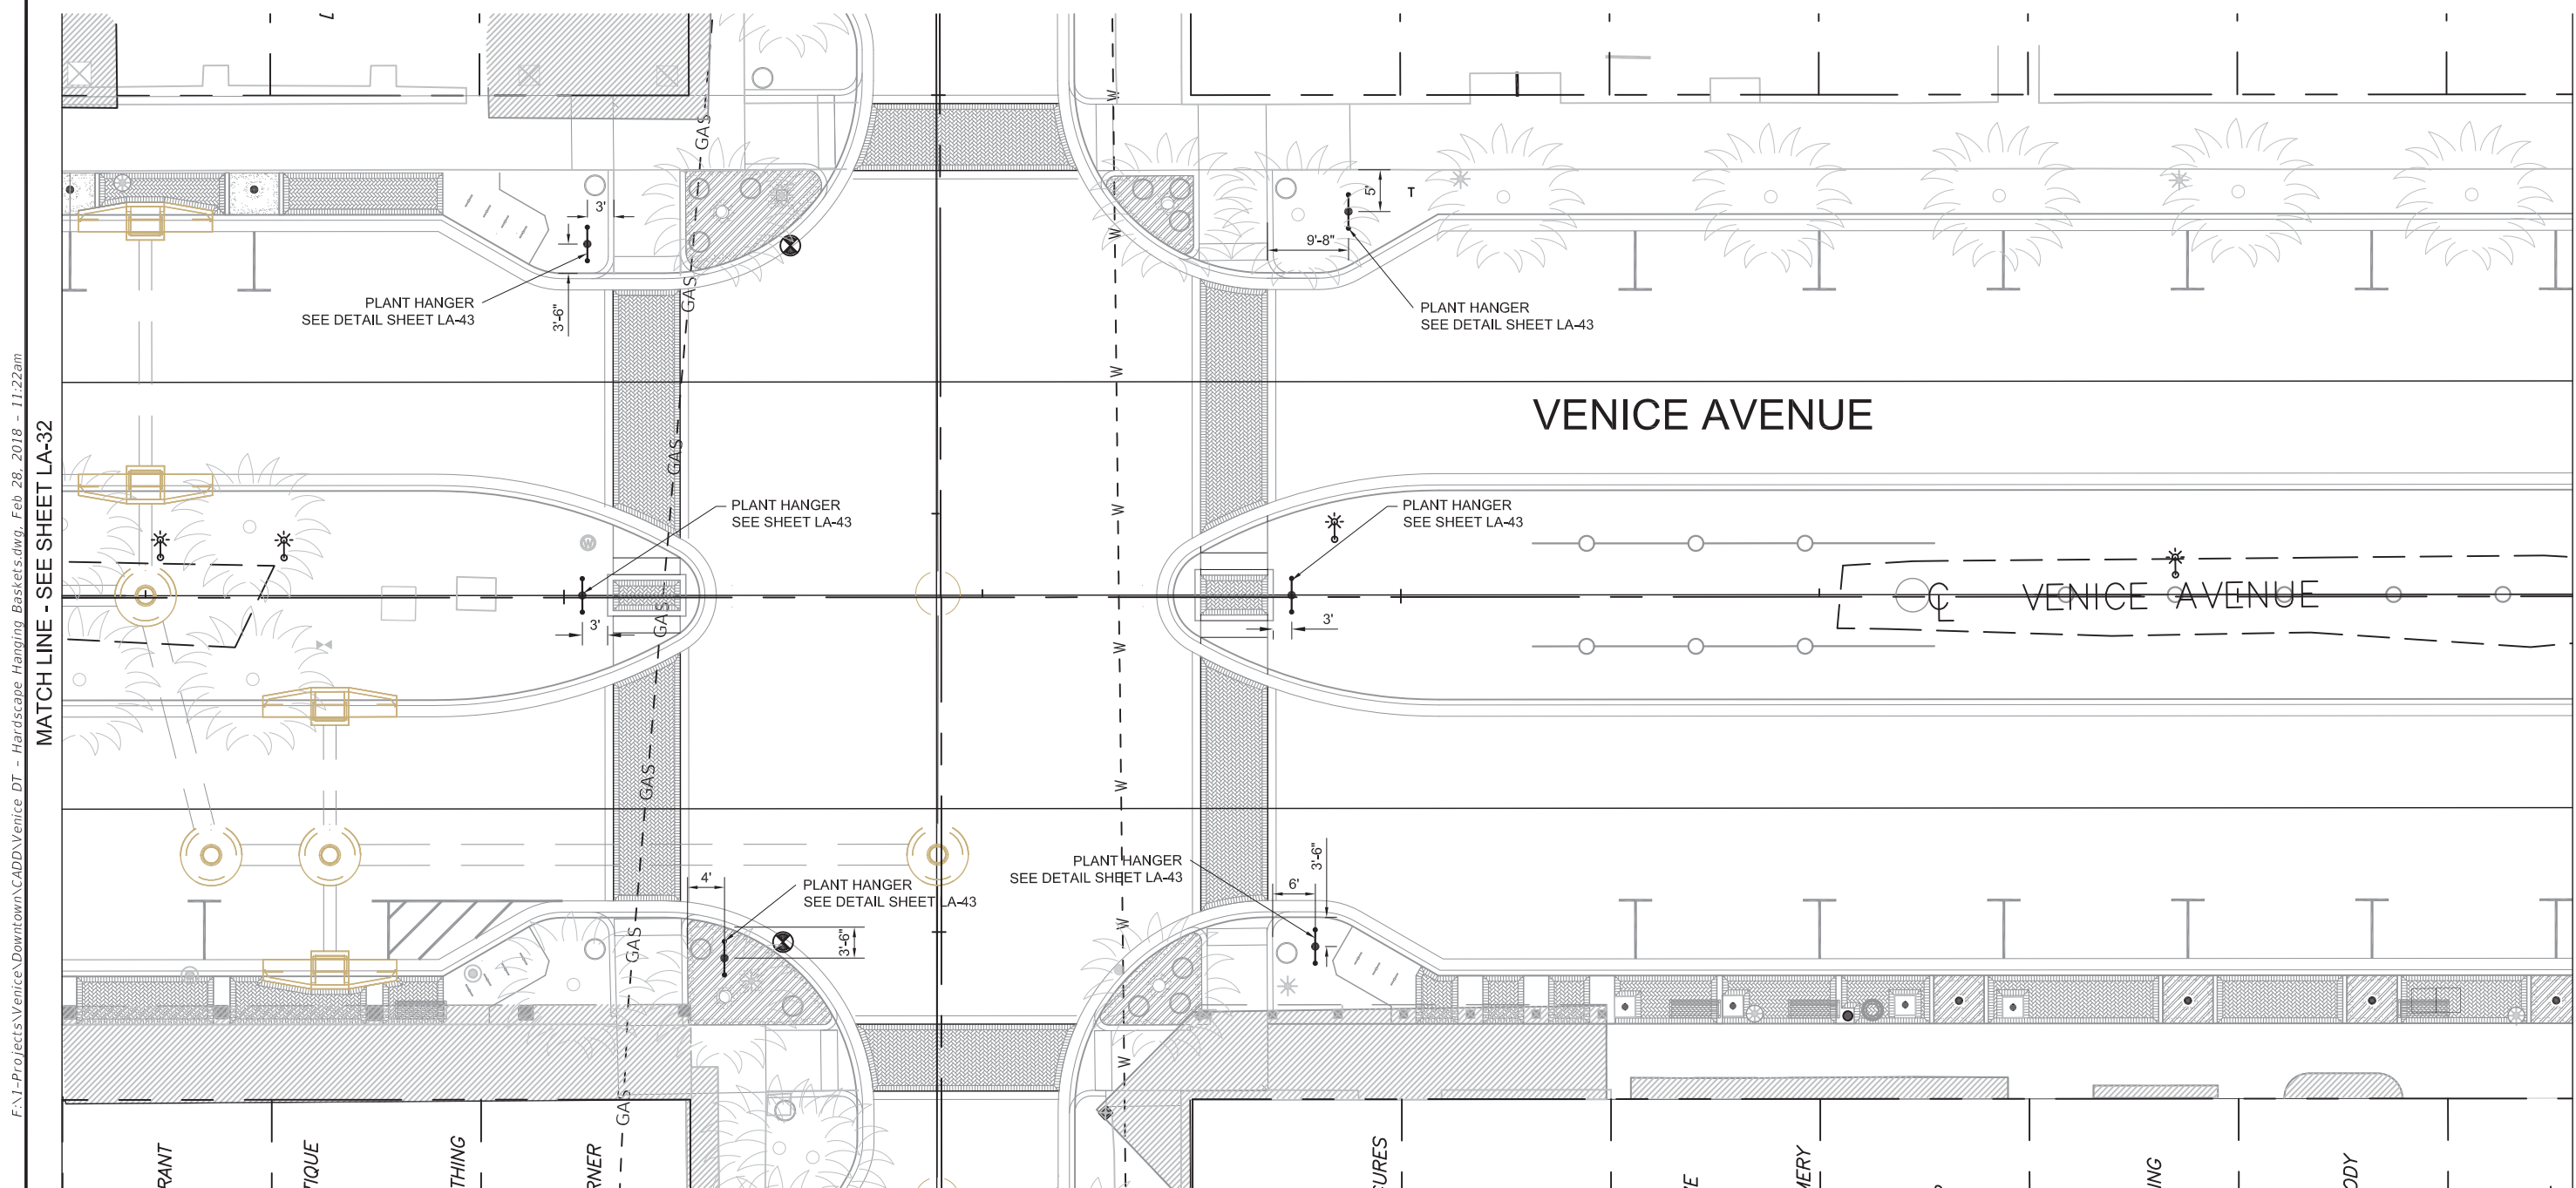 F:\1-Projects\Venice\Downtown\CADD\Venice DT - Hardscape Hanging Baskets.dwg, Feb 28, 2018 - 11:22am
MATCH LINE - SEE SHEET LA-32
GAS
W
3'
5'
T
9'-8"
PLANT HANGER
SEE DETAIL SHEET LA-43
3'-6"
PLANT HANGER
SEE DETAIL SHEET LA-43
GAS
W
VENICE AVENUE
GAS
W
PLANT HANGER
SEE SHEET LA-43
PLANT HANGER
SEE SHEET LA-43
W
VENICE AVENUE
GAS
3'
3'
W
GAS
W
4'
PLANT HANGER
SEE DETAIL SHEET LA-43
PLANT HANGER
SEE DETAIL SHEET LA-43
6'
3'-6"
3'-6"
GAS
W
W
GAS
RANT
TIQUE
THING
RNER
SURES
MERY
ING
ODY